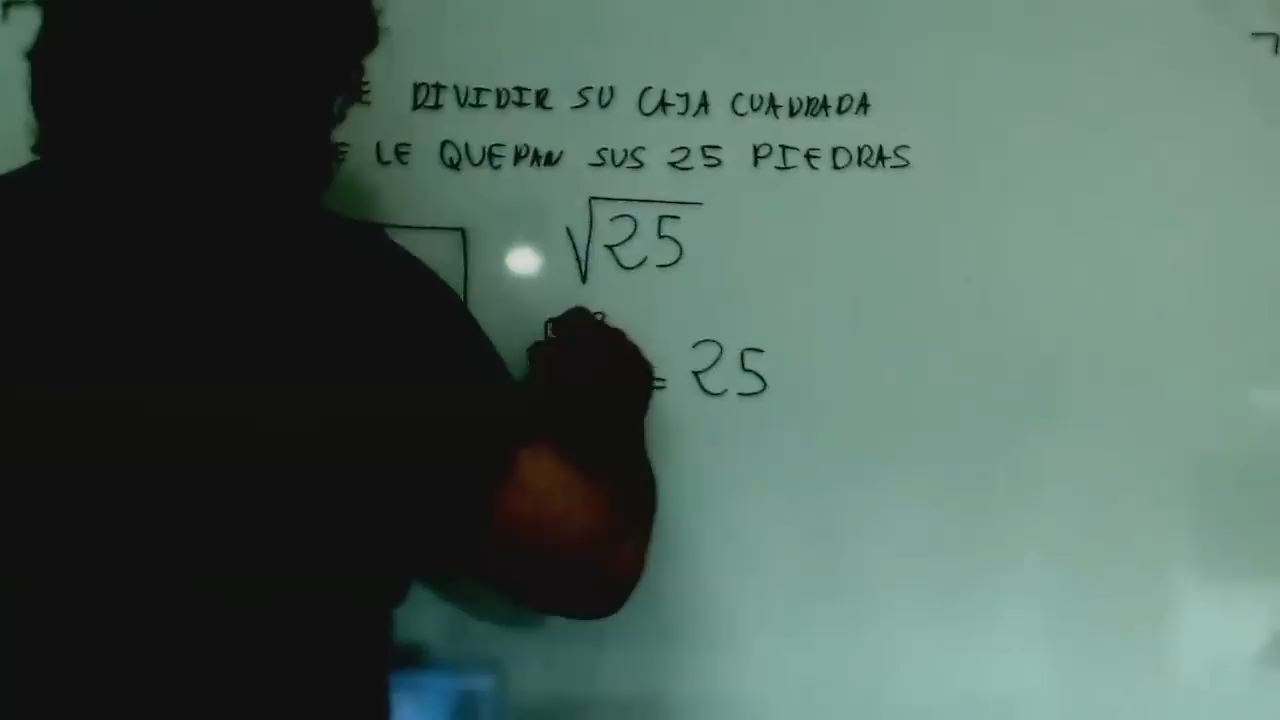 DIVIDIR SU CAJA CUADRADA
LE QUEPAN SUS 25 PIEDRAS
√25
= 25